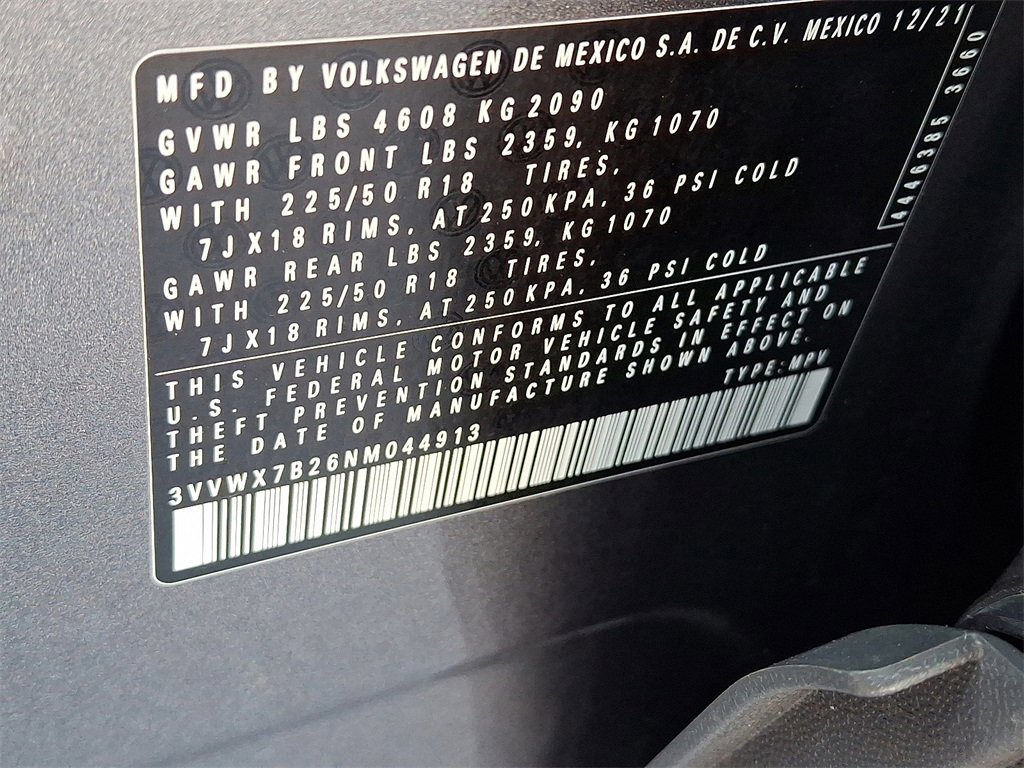 MFD BY VOLKSWAGEN DE MEXICO S.A. DE C.V. MEXICO 12/21
GVWR LBS 4608 KG 2090
GAWR FRONT LBS 2359, KG 1070
WITH 225/50 R18 TIRES,
7JX18 RIMS, AT 250KPA, 36 PSI COLD
GAWR REAR LBS 2359, KG 1070
WITH 225/50 R18 TIRES,
7JX18 RIMS, AT 250KPA, 36 PSI COLD
THIS VEHICLE CONFORMS TO ALL APPLICABLE
U.S. FEDERAL MOTOR VEHICLE SAFETY AND
THEFT PREVENTION STANDARDS IN EFFECT ON
THE DATE OF MANUFACTURE SHOWN ABOVE.
TYPE: MPV
3VVWX7B26NM044913
4446385 3660